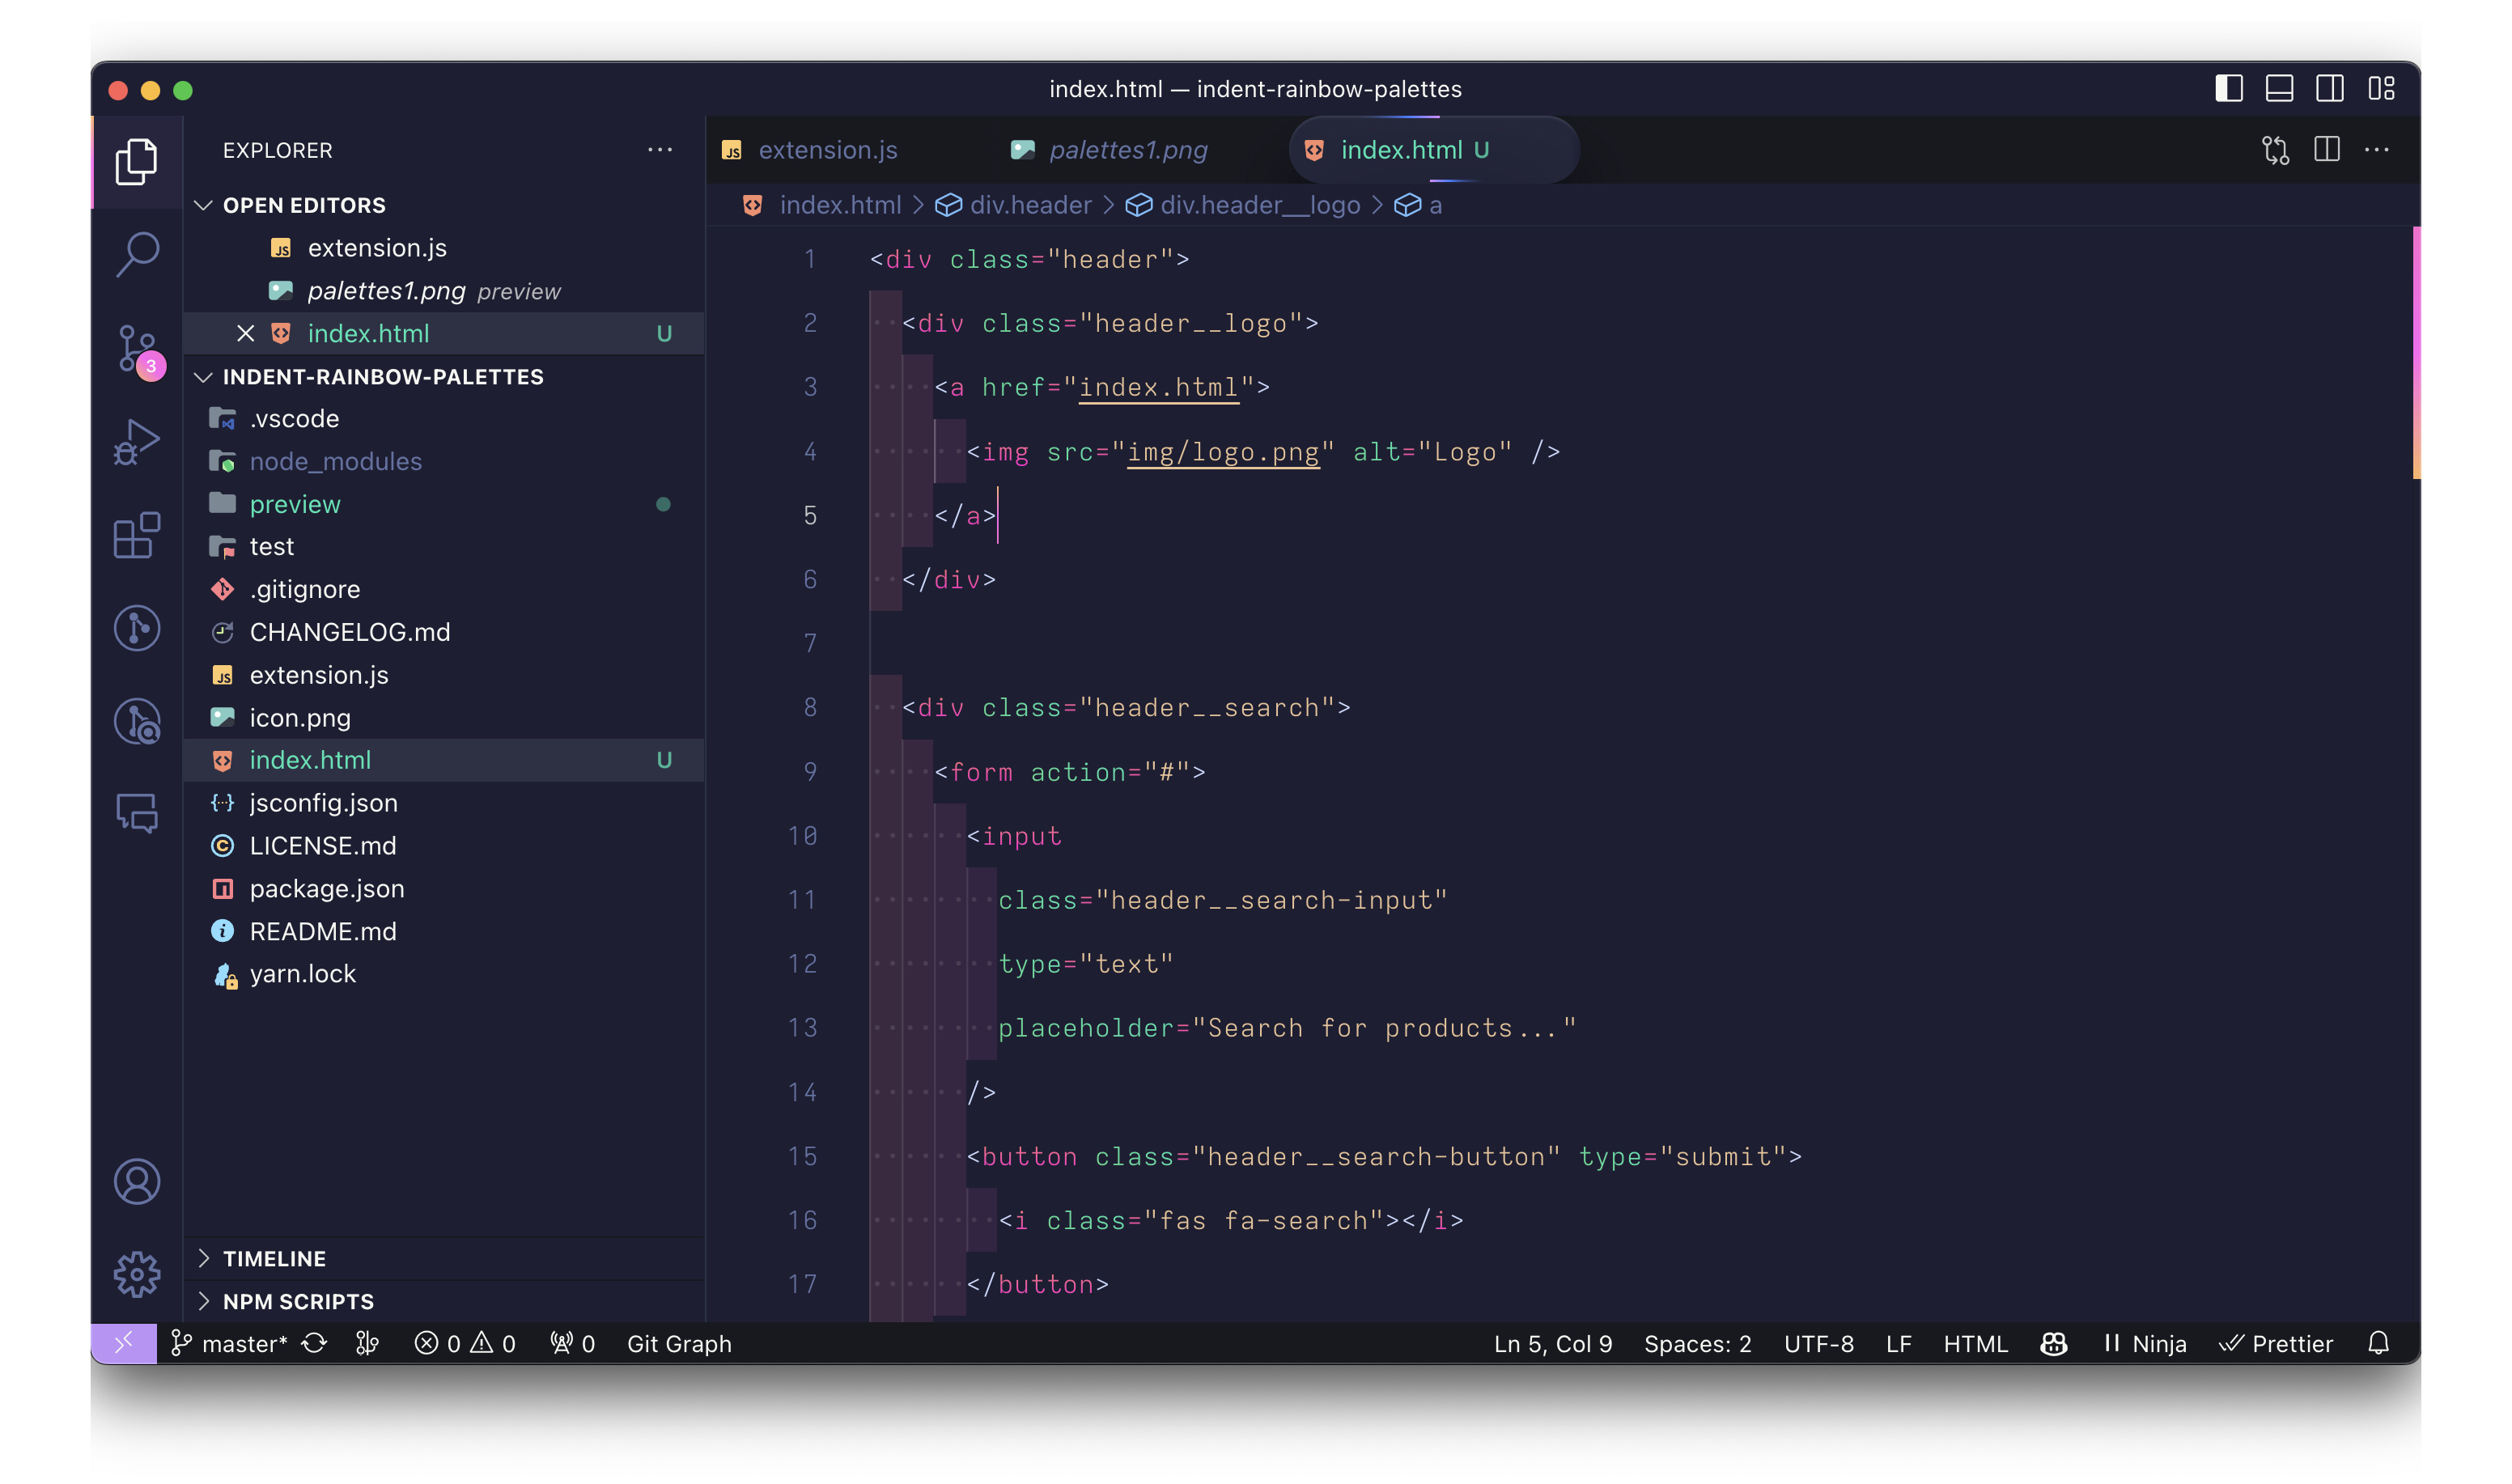 index.html — indent-rainbow-palettes
EXPLORER
OPEN EDITORS
extension.js
palettes1.png preview
index.html U
INDENT-RAINBOW-PALETTES
.vscode
node_modules
preview
test
.gitignore
CHANGELOG.md
extension.js
icon.png
index.html U
jsconfig.json
LICENSE.md
package.json
README.md
yarn.lock
TIMELINE
NPM SCRIPTS
3
extension.js palettes1.png index.html U
index.html > div.header > div.header__logo > a
1 <div class="header">
2 <div class="header__logo">
3 <a href="index.html">
4 <img src="img/logo.png" alt="Logo" />
5 </a>
6 </div>
7
8 <div class="header__search">
9 <form action="#">
10 <input
11 class="header__search-input"
12 type="text"
13 placeholder="Search for products..."
14 />
15 <button class="header__search-button" type="submit">
16 <i class="fas fa-search"></i>
17 </button>
master* 0 0 0 Git Graph Ln 5, Col 9 Spaces: 2 UTF-8 LF HTML Ninja Prettier